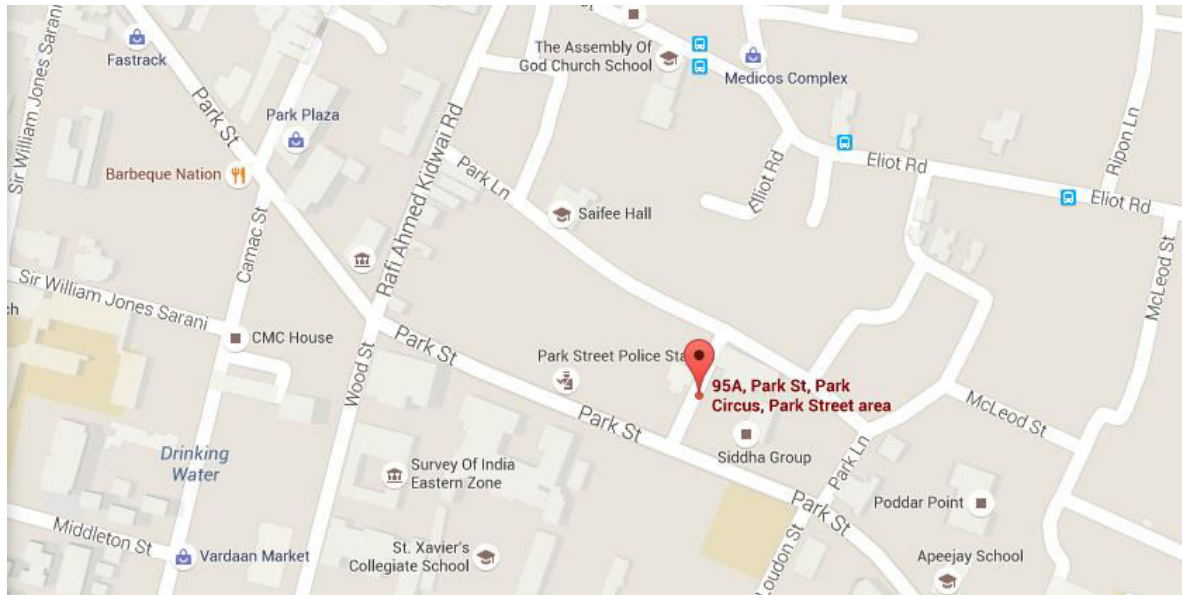 Sir William Jones Sarani
Fastrack
Park St
Park Plaza
Barbeque Nation
Camac St
Rafi Ahmed Kidwai Rd
The Assembly Of
God Church School
Medicos Complex
Park Ln
Saifee Hall
Elliot Rd
Eliot Rd
Ripon Ln
Eliot Rd
McLeod St
Sir William Jones Sarani
ch
CMC House
Wood St
Park St
Park Street Police Sta
95A, Park St, Park
Circus, Park Street area
Park St
Siddha Group
McLeod St
Park Ln
Drinking
Water
Survey Of India
Eastern Zone
Park St
Poddar Point
Middleton St
Vardaan Market
St. Xavier's
Collegiate School
Loudon St
Apeejay School